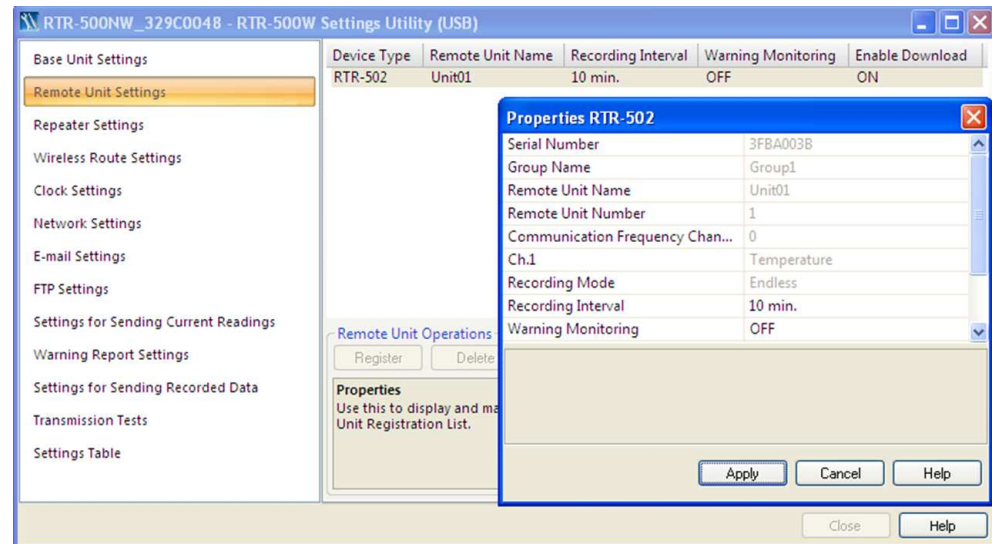 RTR-500NW_329C0048 - RTR-500W Settings Utility (USB)
Base Unit Settings
Remote Unit Settings
Repeater Settings
Wireless Route Settings
Clock Settings
Network Settings
E-mail Settings
FTP Settings
Settings for Sending Current Readings
Warning Report Settings
Settings for Sending Recorded Data
Transmission Tests
Settings Table
Device Type Remote Unit Name Recording Interval Warning Monitoring Enable Download
RTR-502 Unit01 10 min. OFF ON
Remote Unit Operations
Register Delete
Properties
Use this to display and ma
Unit Registration List.
Properties RTR-502
Serial Number 3FBA003B
Group Name Group1
Remote Unit Name Unit01
Remote Unit Number 1
Communication Frequency Chan... 0
Ch.1 Temperature
Recording Mode Endless
Recording Interval 10 min.
Warning Monitoring OFF
Apply Cancel Help
Close Help